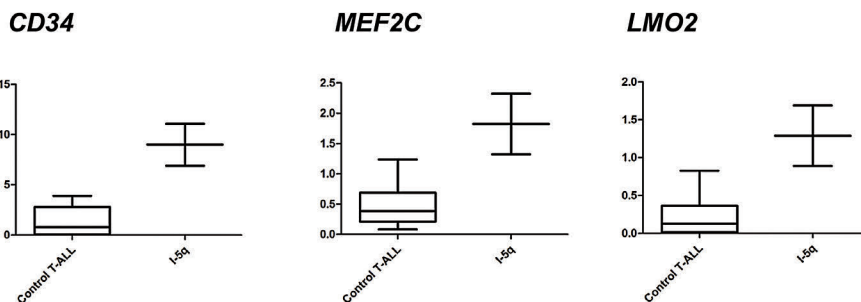 CD34
15
10
5
0
Control T-ALL
I-5q
MEF2C
2.5
2.0
1.5
1.0
0.5
0.0
Control T-ALL
I-5q
LMO2
2.0
1.5
1.0
0.5
0.0
Control T-ALL
I-5q